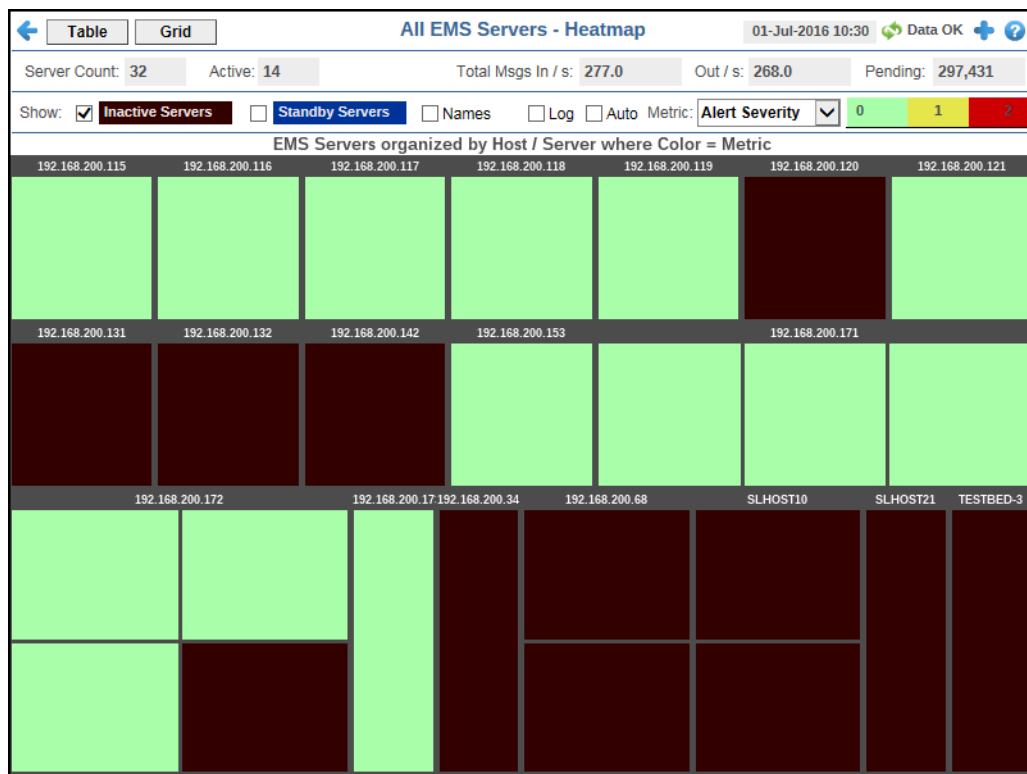 Table Grid All EMS Servers - Heatmap 01-Jul-2016 10:30 Data OK ?
Server Count: 32 Active: 14 Total Msgs In / s: 277.0 Out / s: 268.0 Pending: 297,431
Show: Inactive Servers Standby Servers Names Log Auto Metric: Alert Severity 0 1 2
EMS Servers organized by Host / Server where Color = Metric
192.168.200.115 192.168.200.116 192.168.200.117 192.168.200.118 192.168.200.119 192.168.200.120 192.168.200.121
192.168.200.131 192.168.200.132 192.168.200.142 192.168.200.153 192.168.200.171
192.168.200.172 192.168.200.17 192.168.200.34 192.168.200.68 SLHOST10 SLHOST21 TESTBED-3